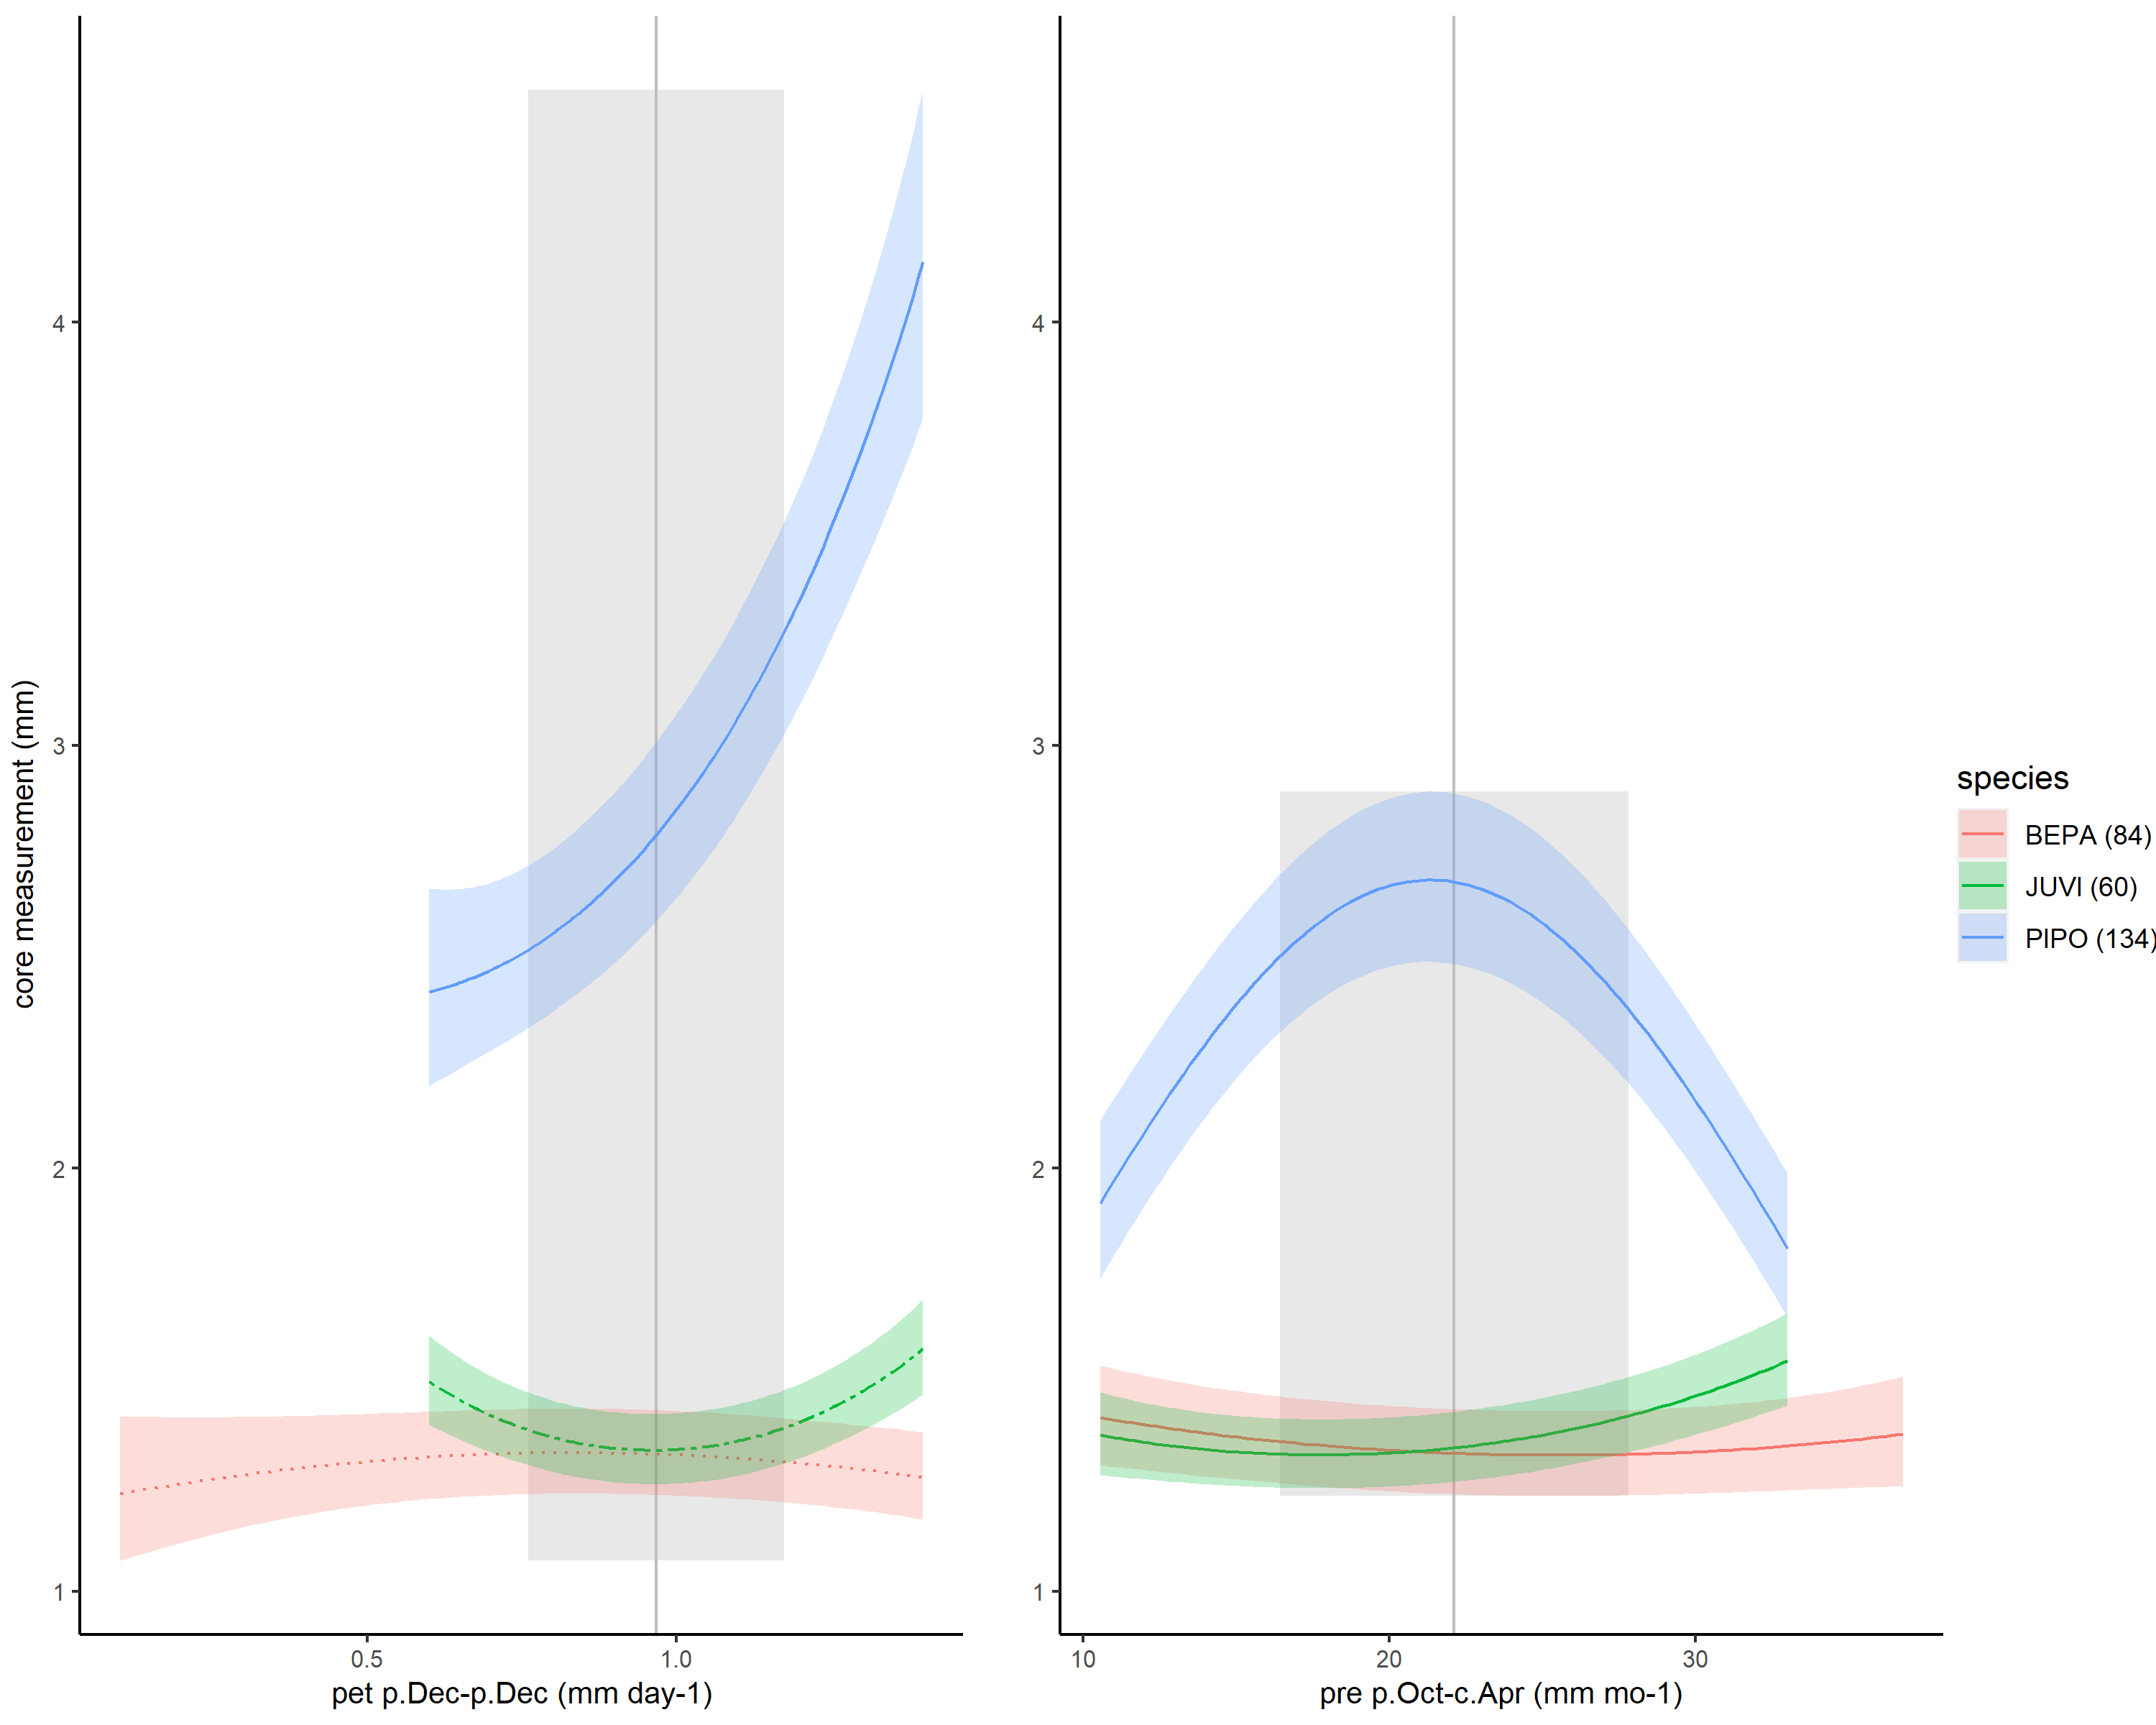 core measurement (mm)
4
3
2
1
0.5 1.0
pet p.Dec-p.Dec (mm day-1)
4
3
2
1
10 20 30
pre p.Oct-c.Apr (mm mo-1)
species
BEPA (84)
JUVI (60)
PIPO (134)